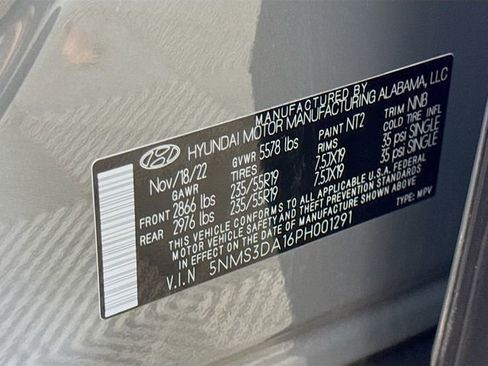 MANUFACTURED BY
HYUNDAI MOTOR MANUFACTURING ALABAMA, LLC
Nov/18/22 GVWR 5578 lbs PAINT NT2 TRIM NNB
GAWR TIRES RIMS COLD TIRE INFL
FRONT 2866 lbs 235/55R19 7.5JX19 35 psi SINGLE
REAR 2976 lbs 235/55R19 7.5JX19 35 psi SINGLE
THIS VEHICLE CONFORMS TO ALL APPLICABLE U.S.A. FEDERAL
MOTOR VEHICLE SAFETY AND THEFT PREVENTION STANDARDS
IN EFFECT ON THE DATE OF MANUFACTURE SHOWN ABOVE.
V.I.N 5NMS3DA16PH001291 TYPE: MPV